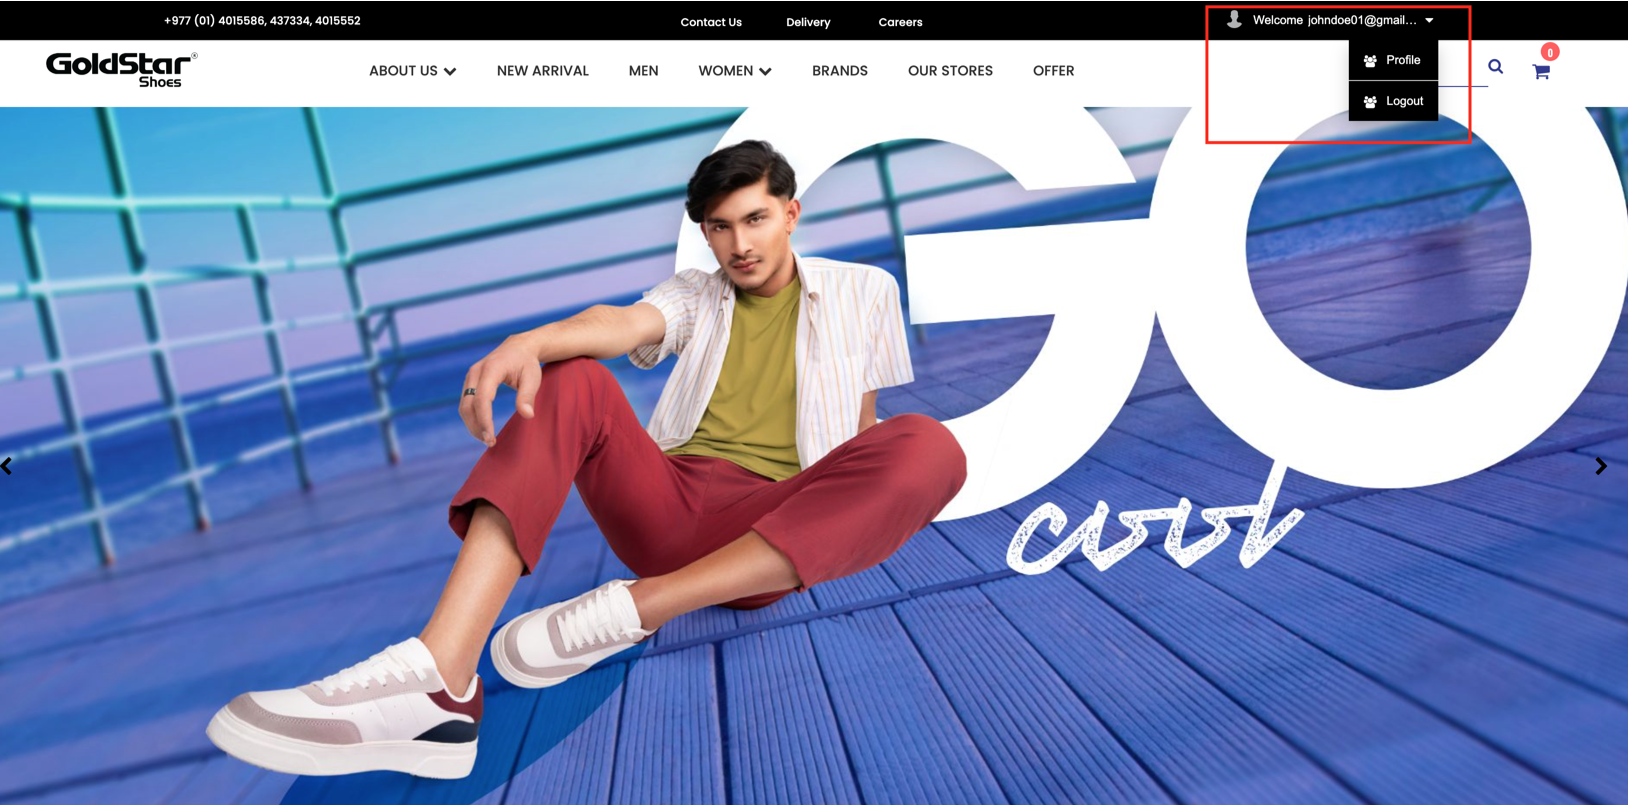 +977 (01) 4015586, 437334, 4015552
Contact Us
Delivery
Careers
Welcome johndoe01@gmail...
Profile
Logout
GoldStar®
Shoes
ABOUT US
NEW ARRIVAL
MEN
WOMEN
BRANDS
OUR STORES
OFFER
0
GO